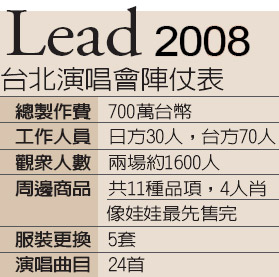 Lead 2008
台北演唱會陣仗表
總製作費 700萬台幣
工作人員 日方30人，台方70人
觀眾人數 兩場約1600人
周邊商品 共11種品項，4人肖
像娃娃最先售完
服裝更換 5套
演唱曲目 24首